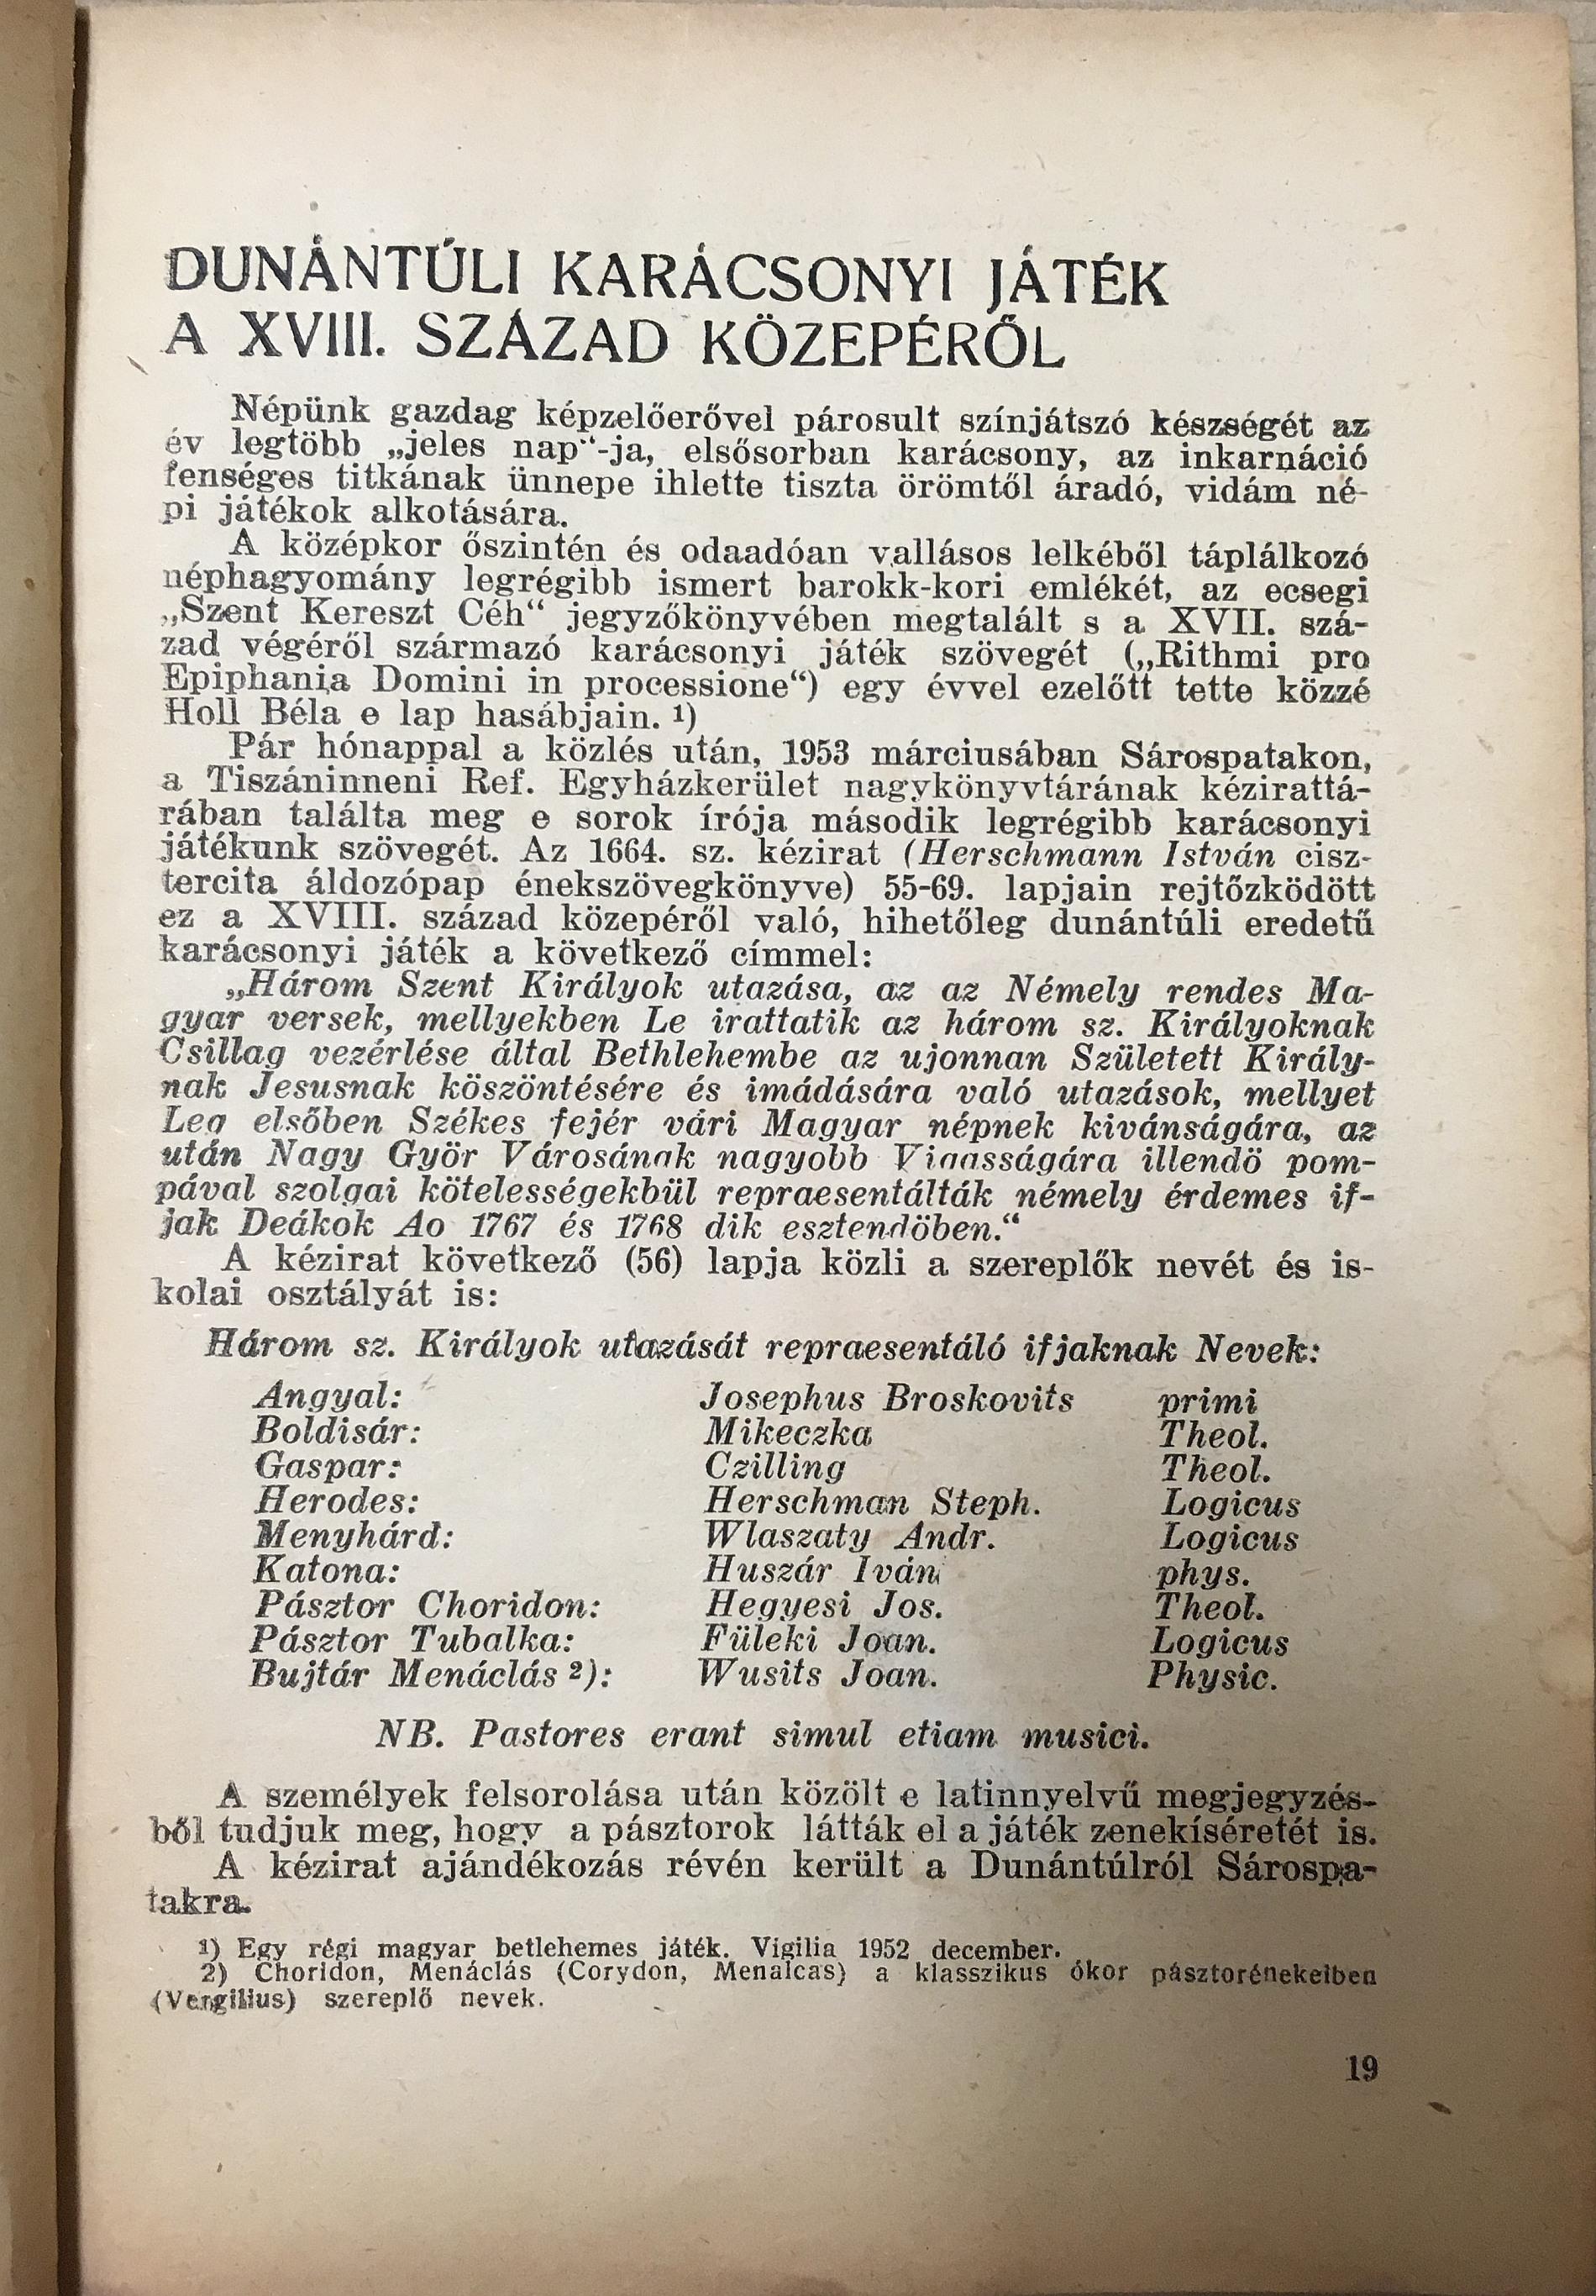 DUNÁNTÚLI KARÁCSONYI JÁTÉK
A XVIII. SZÁZAD KÖZEPÉRŐL
Népünk gazdag képzelőerővel párosult színjátszó készségét az
év legtöbb „jeles nap"-ja, elsősorban karácsony, az inkarnáció
fenséges titkának ünnepe ihlette tiszta örömtől áradó, vidám né-
pi játékok alkotására.
A középkor őszintén és odaadóan vallásos lelkéből táplálkozó
néphagyomány legrégibb ismert barokk-kori emlékét, az ecsegi
„Szent Kereszt Céh“ jegyzőkönyvében megtalált s a XVII. szá-
zad végéről származó karácsonyi játék szövegét („Rithmi pro
Epiphania Domini in processione“) egy évvel ezelőtt tette közzé
Holl Béla e lap hasábjain. ¹)
Pár hónappal a közlés után, 1953 márciusában Sárospatakon,
a Tiszáninneni Ref. Egyházkerület nagykönyvtárának kézirattá-
rában találta meg e sorok írója második legrégibb karácsonyi
játékunk szövegét. Az 1664. sz. kézirat (Herschmann István cisz-
tercita áldozópap énekszövegkönyve) 55-69. lapjain rejtőzködött
ez a XVIII. század közepéről való, hihetőleg dunántúli eredetű
karácsonyi játék a következő címmel:
„Három Szent Királyok utazása, az az Némely rendes Ma-
gyar versek, mellyekben Le irattatik az három sz. Királyoknak
Csillag vezérlése által Bethlehembe az ujonnan Született Király-
nak Jesusnak köszöntésére és imádására való utazások, mellyet
Leg elsőben Székes fejér vári Magyar népnek kivánságára, az
után Nagy Györ Városának nagyobb Vigasságára illendö pom-
pával szolgai kötelességekbül repraesentálták némely érdemes if-
jak Deákok Ao 1767 és 1768 dik esztendöben.“
A kézirat következő (56) lapja közli a szereplők nevét és is-
kolai osztályát is:
Három sz. Királyok utazását repraesentáló ifjaknak Nevek:
Angyal: Josephus Broskovits primi
Boldisár: Mikeczka Theol.
Gaspar: Czilling Theol.
Herodes: Herschman Steph. Logicus
Menyhárd: Wlaszaty Andr. Logicus
Katona: Huszár Iván phys.
Pásztor Choridon: Hegyesi Jos. Theol.
Pásztor Tubalka: Füleki Joan. Logicus
Bujtár Menáclás ²): Wusits Joan. Physic.
NB. Pastores erant simul etiam musici.
A személyek felsorolása után közölt e latinnyelvű megjegyzés-
ből tudjuk meg, hogy a pásztorok látták el a játék zenekíséretét is.
A kézirat ajándékozás révén került a Dunántúlról Sárospa-
takra.
¹) Egy régi magyar betlehemes játék. Vigilia 1952 december.
2) Choridon, Menáclás (Corydon, Menalcas) a klasszikus ókor pásztorénekeiben
(Vergilius) szereplő nevek.
19